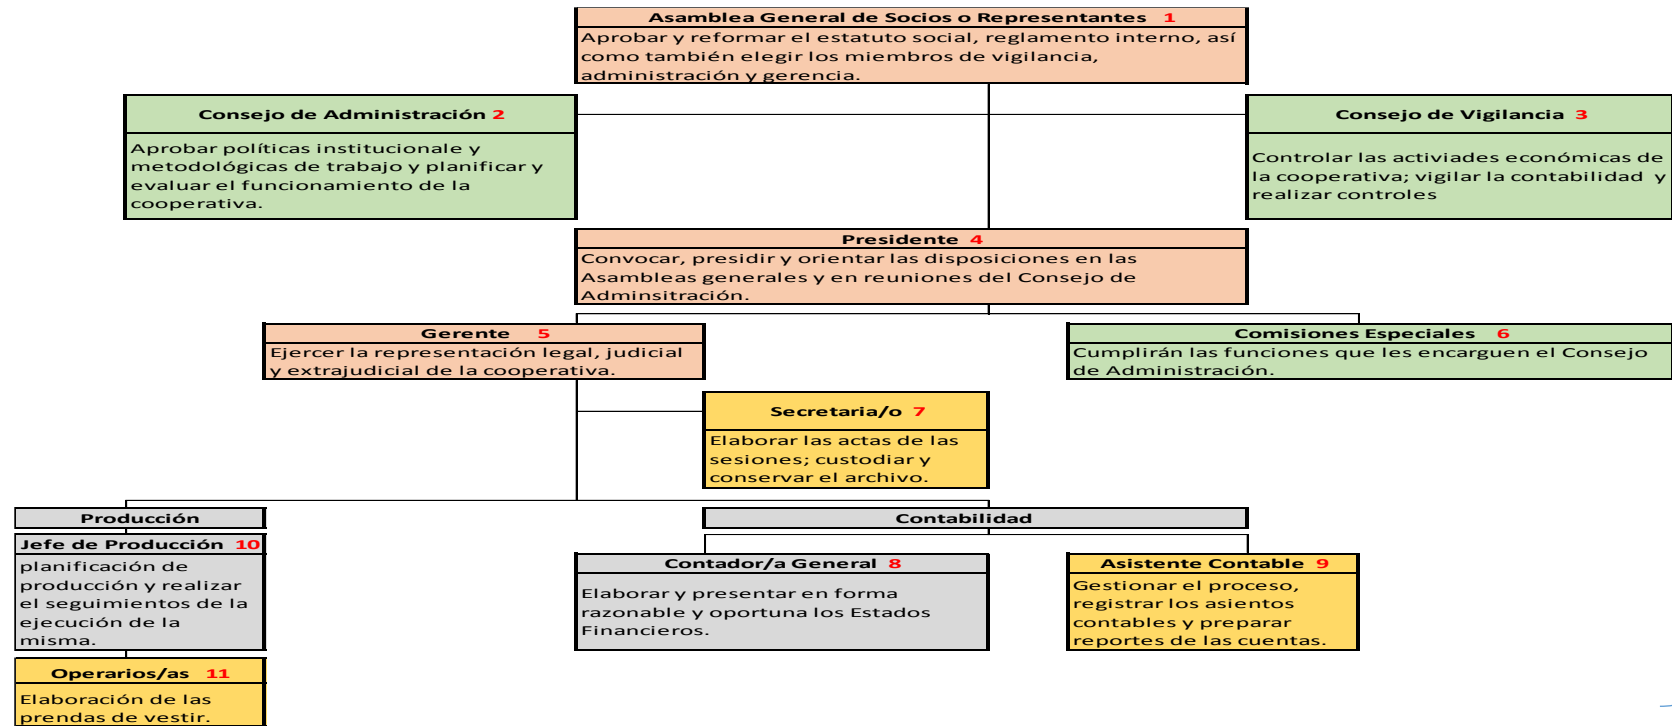 Asamblea General de Socios o Representantes 1
Aprobar y reformar el estatuto social, reglamento interno, así
como también elegir los miembros de vigilancia,
administración y gerencia.
Consejo de Administración 2
Aprobar políticas institucionale y
metodológicas de trabajo y planificar y
evaluar el funcionamiento de la
cooperativa.
Consejo de Vigilancia 3
Controlar las activiades económicas de
la cooperativa; vigilar la contabilidad y
realizar controles
Presidente 4
Convocar, presidir y orientar las disposiciones en las
Asambleas generales y en reuniones del Consejo de
Adminsitración.
Gerente 5
Ejercer la representación legal, judicial
y extrajudicial de la cooperativa.
Comisiones Especiales 6
Cumplirán las funciones que les encarguen el Consejo
de Administración.
Secretaria/o 7
Elaborar las actas de las
sesiones; custodiar y
conservar el archivo.
Producción
Jefe de Producción 10
planificación de
producción y realizar
el seguimientos de la
ejecución de la
misma.
Operarios/as 11
Elaboración de las
prendas de vestir.
Contabilidad
Contador/a General 8
Elaborar y presentar en forma
razonable y oportuna los Estados
Financieros.
Asistente Contable 9
Gestionar el proceso,
registrar los asientos
contables y preparar
reportes de las cuentas.